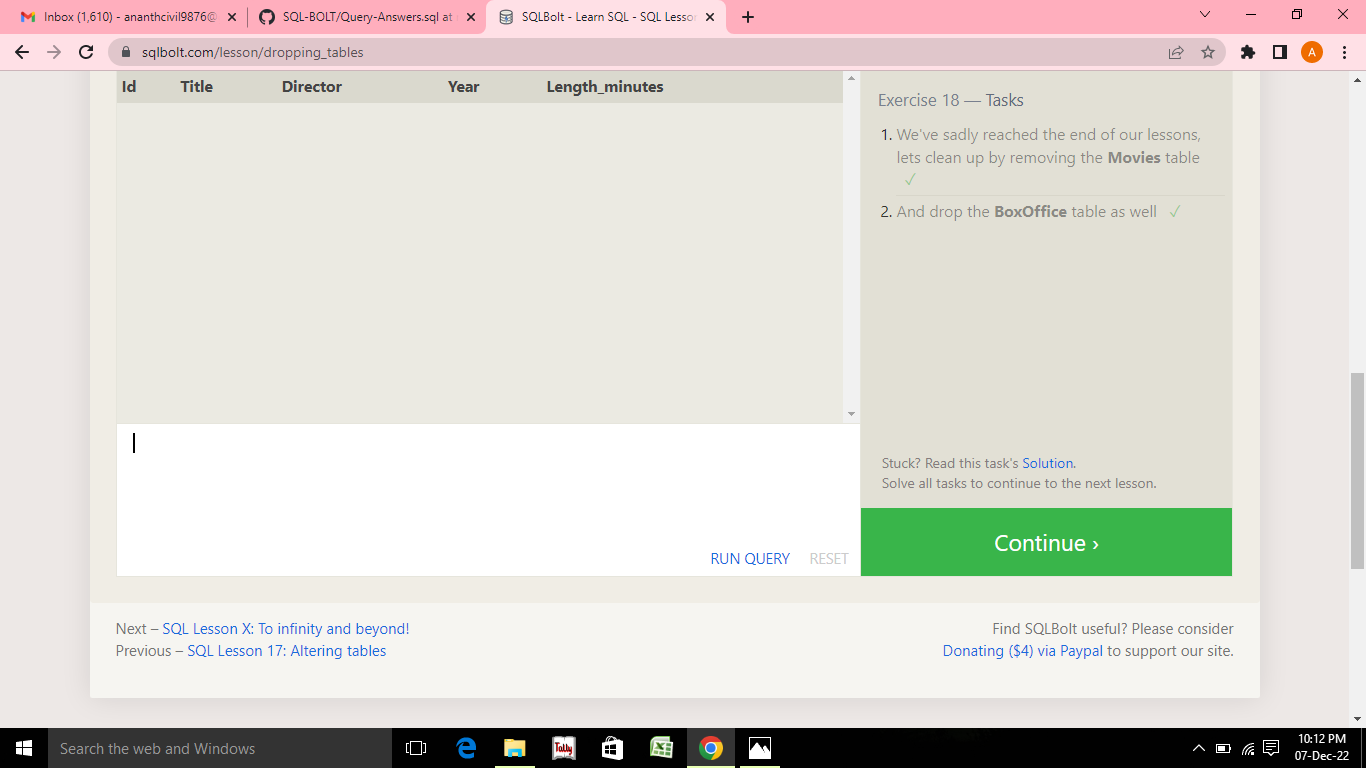 Inbox (1,610) - ananthcivil9876@
SQL-BOLT/Query-Answers.sql at
SQLBolt - Learn SQL - SQL Lesson
sqlbolt.com/lesson/dropping_tables
A
Id Title Director Year Length_minutes
Exercise 18 — Tasks
1. We've sadly reached the end of our lessons,
lets clean up by removing the Movies table
✓
2. And drop the BoxOffice table as well ✓
Stuck? Read this task's Solution.
Solve all tasks to continue to the next lesson.
RUN QUERY RESET
Continue ›
Next – SQL Lesson X: To infinity and beyond!
Previous – SQL Lesson 17: Altering tables
Find SQLBolt useful? Please consider
Donating ($4) via Paypal to support our site.
Search the web and Windows
Tally
10:12 PM
07-Dec-22